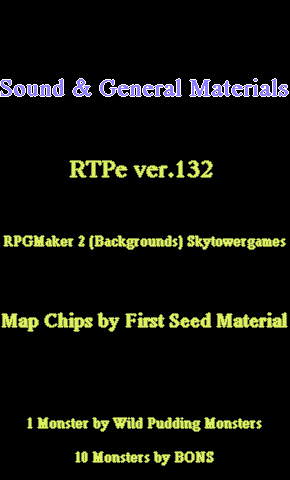 Sound & General Materials
RTPe ver.132
RPGMaker 2 (Backgrounds) Skytowergames
Map Chips by First Seed Material
1 Monster by Wild Pudding Monsters
10 Monsters by BONS